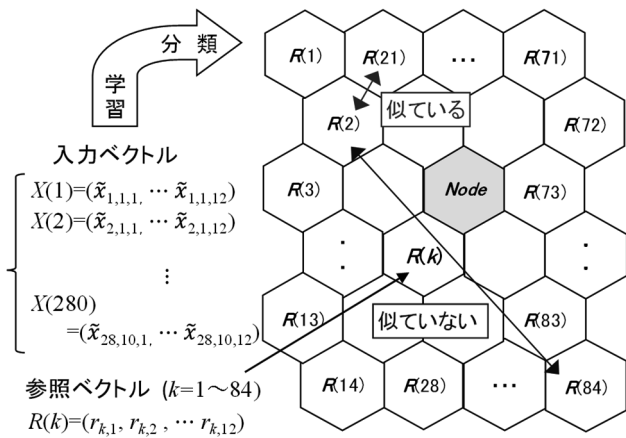 分類
学習
入力ベクトル
X(1)=(x̃1,1,1, ⋯ x̃1,1,12)
X(2)=(x̃2,1,1, ⋯ x̃2,1,12)
⋮
X(280)
=(x̃28,10,1, ⋯ x̃28,10,12)
参照ベクトル (k=1～84)
R(k)=(rk,1, rk,2 , ⋯ rk,12)
R(1) R(21) ⋯ R(71)
R(2) 似ている R(72)
R(3) Node R(73)
: R(k) :
R(13) 似ていない R(83)
R(14) R(28) ⋯ R(84)